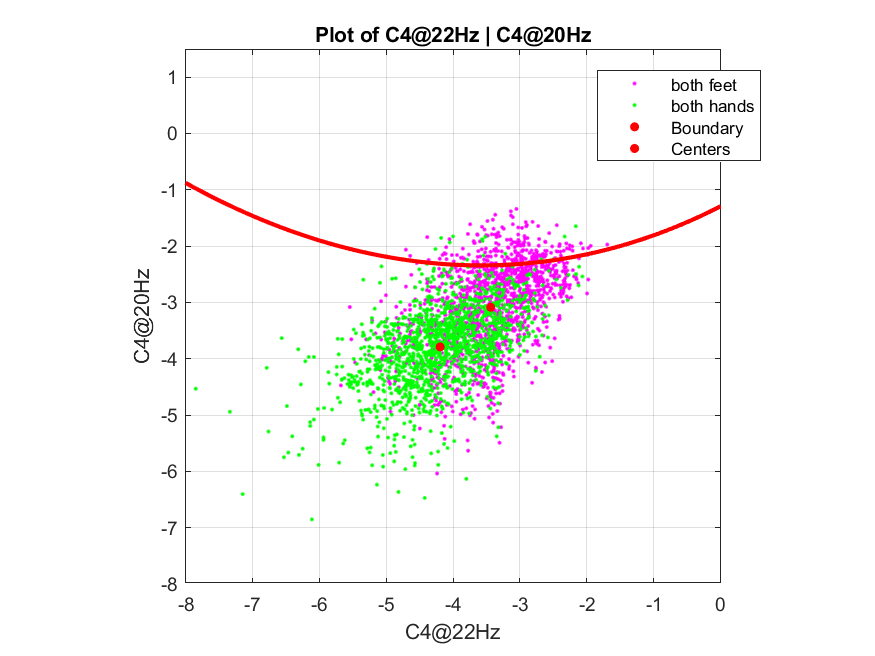 Plot of C4@22Hz | C4@20Hz
both feet
both hands
Boundary
Centers
1
0
-1
-2
-3
-4
-5
-6
-7
-8
C4@20Hz
-8 -7 -6 -5 -4 -3 -2 -1 0
C4@22Hz